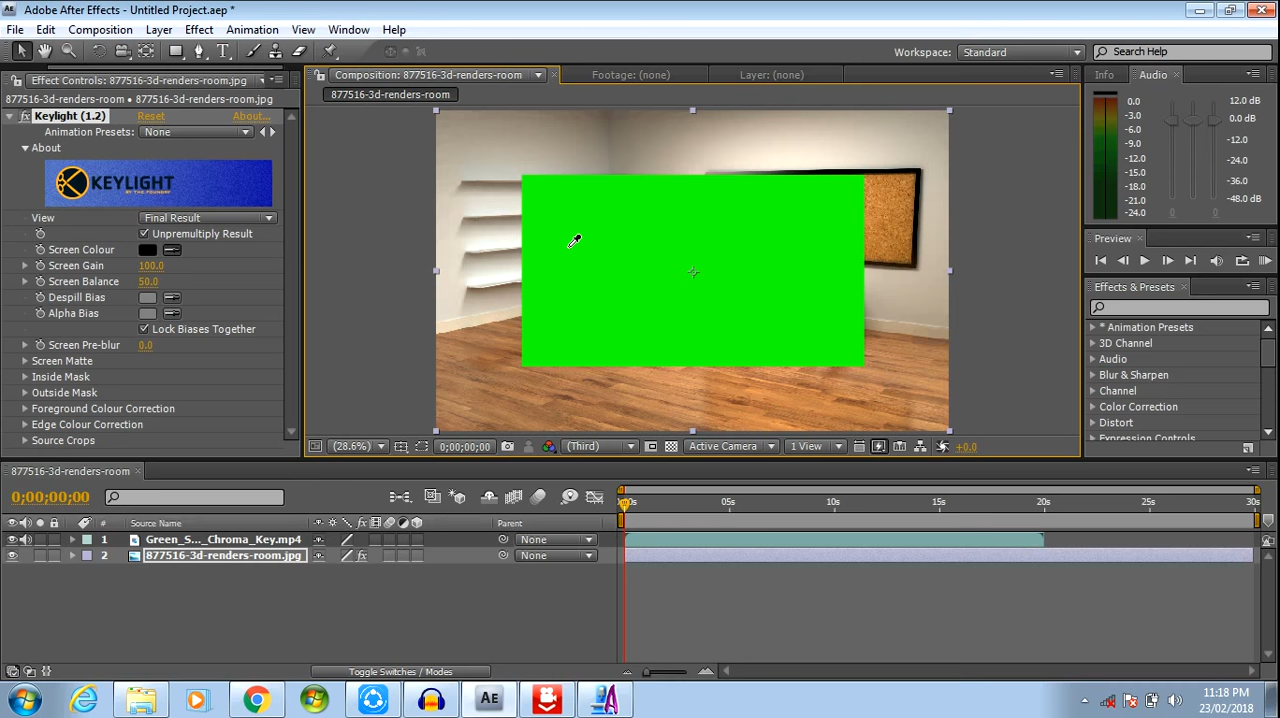 Adobe After Effects - Untitled Project.aep *
File Edit Composition Layer Effect Animation View Window Help
Workspace: Standard Search Help
Effect Controls: 877516-3d-renders-room.jpg
Composition: 877516-3d-renders-room
Footage: (none)
Layer: (none)
Info
Audio
877516-3d-renders-room • 877516-3d-renders-room.jpg
877516-3d-renders-room
Keylight (1.2) Reset About...
Animation Presets: None
About
KEYLIGHT
BY THE FOUNDRY
View Final Result
Unpremultiply Result
Screen Colour
Screen Gain 100.0
Screen Balance 50.0
Despill Bias
Alpha Bias
Lock Biases Together
Screen Pre-blur 0.0
Screen Matte
Inside Mask
Outside Mask
Foreground Colour Correction
Edge Colour Correction
Source Crops
0.0
-3.0
-6.0
-9.0
-12.0
-15.0
-18.0
-21.0
-24.0
12.0 dB
0.0 dB
-12.0
-24.0
-36.0
-48.0 dB
0 0
Preview
Effects & Presets
* Animation Presets
3D Channel
Audio
Blur & Sharpen
Channel
Color Correction
Distort
Expression Controls
(28.6%) 0;00;00;00 (Third) Active Camera 1 View +0.0
877516-3d-renders-room
0;00;00;00
00s 05s 10s 15s 20s 25s 30s
# Source Name Parent
1 Green_S..._Chroma_Key.mp4 None
2 877516-3d-renders-room.jpg fx None
Toggle Switches / Modes
Ae
11:18 PM
23/02/2018